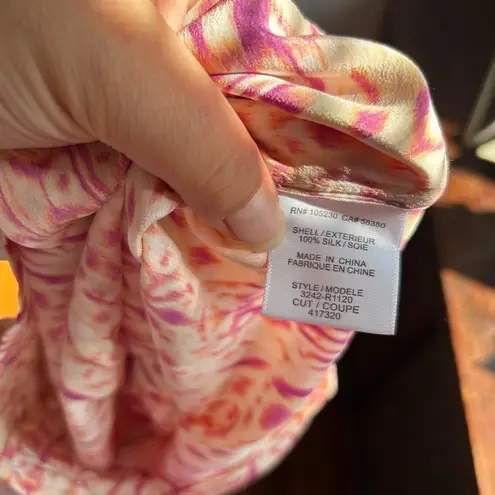 RN# 105230 CA# 58380
SHELL / EXTERIEUR
100% SILK / SOIE
MADE IN CHINA
FABRIQUE EN CHINE
STYLE / MODELE
3242-R1120
CUT / COUPE
417320